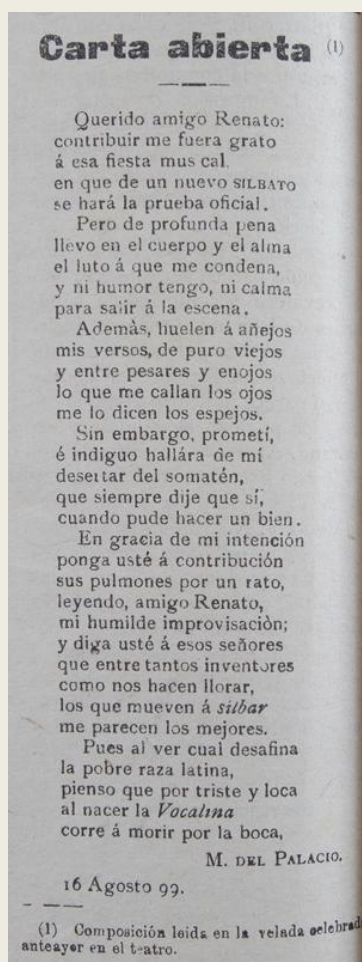 Carta abierta (1)
Querido amigo Renato:
contribuir me fuera grato
á esa fiesta mus cal.
en que de un nuevo SILBATO
se hará la prueba oficial.
Pero de profunda pena
llevo en el cuerpo y el alma
el luto á que me condena,
y ni humor tengo, ni calma
para salir á la escena.
Además, huelen á añejos
mis versos, de puro viejos
y entre pesares y enojos
lo que me callan los ojos
me lo dicen los espejos.
Sin embargo, prometí,
é indiguo hallára de mí
desertar del somatén,
que siempre dije que sí,
cuando pude hacer un bien.
En gracia de mi intención
ponga usté á contribución
sus pulmones por un rato,
leyendo, amigo Renato,
mi humilde improvisaciòn;
y diga usté á esos señores
que entre tantos inventores
como nos hacen llorar,
los que mueven á silbar
me parecen los mejores.
Pues al ver cual desafina
la pobre raza latina,
pienso que por triste y loca
al nacer la Vocalina
corre á morir por la boca,
M. DEL PALACIO.
16 Agosto 99.
(1) Composición leida en la velada celebrad
anteayer en el teatro.